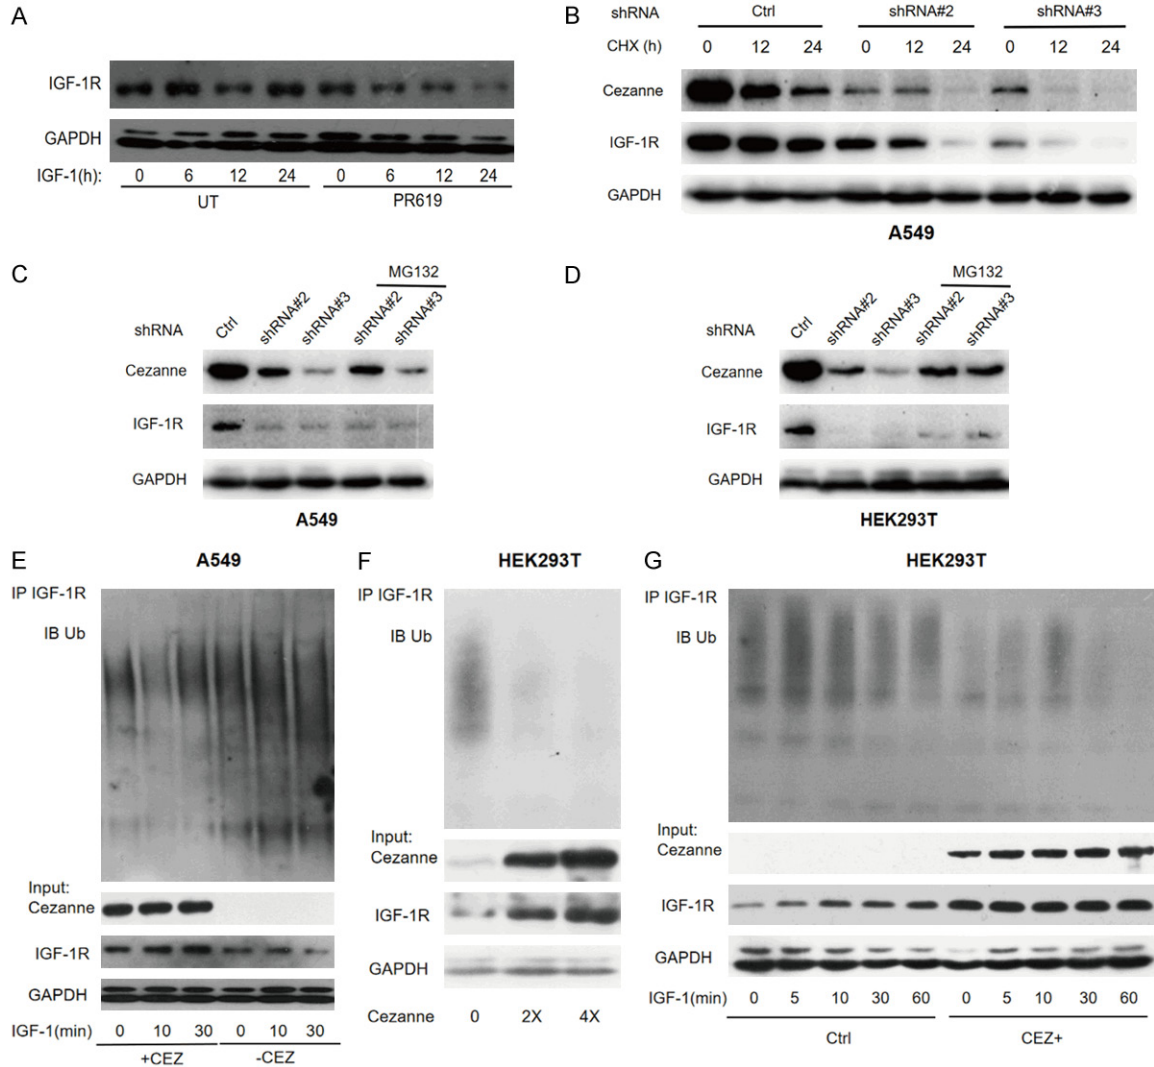 A
IGF-1R
GAPDH
IGF-1(h): 0 6 12 24 0 6 12 24
UT PR619
B
shRNA Ctrl shRNA#2 shRNA#3
CHX (h) 0 12 24 0 12 24 0 12 24
Cezanne
IGF-1R
GAPDH
A549
C
MG132
shRNA Ctrl shRNA#2 shRNA#3 shRNA#2 shRNA#3
Cezanne
IGF-1R
GAPDH
A549
D
MG132
shRNA Ctrl shRNA#2 shRNA#3 shRNA#2 shRNA#3
Cezanne
IGF-1R
GAPDH
HEK293T
E
A549
IP IGF-1R
IB Ub
Input:
Cezanne
IGF-1R
GAPDH
IGF-1(min) 0 10 30 0 10 30
+CEZ -CEZ
F
HEK293T
IP IGF-1R
IB Ub
Input:
Cezanne
IGF-1R
GAPDH
Cezanne 0 2X 4X
G
HEK293T
IP IGF-1R
IB Ub
Input:
Cezanne
IGF-1R
GAPDH
IGF-1(min) 0 5 10 30 60 0 5 10 30 60
Ctrl CEZ+